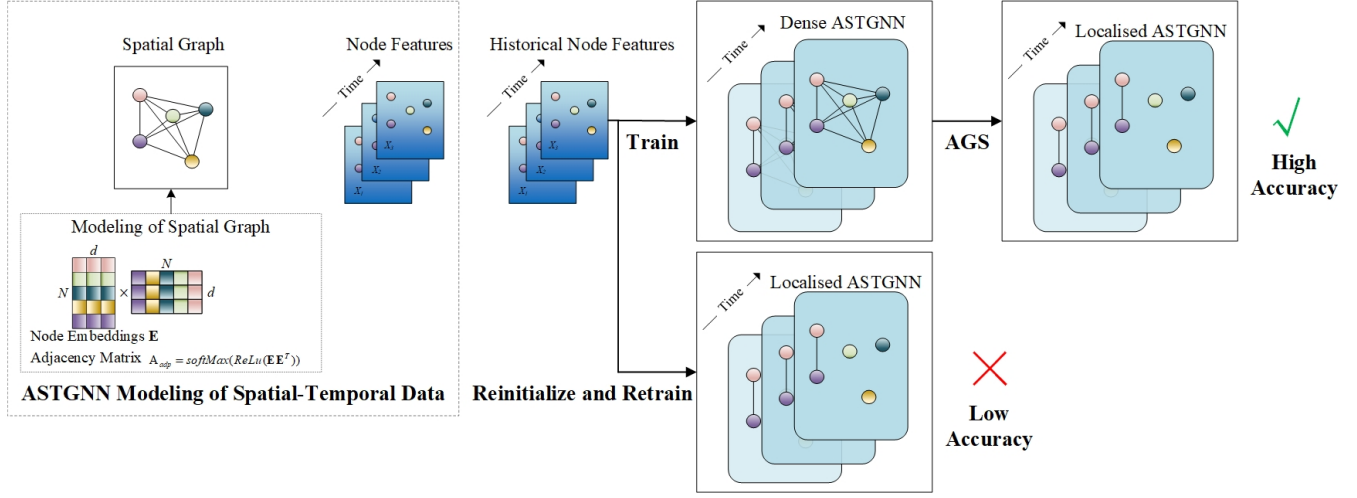 Spatial Graph
Node Features
Time
X₃
X₂
X₁
Modeling of Spatial Graph
d
N
N
×
d
Node Embeddings E
Adjacency Matrix A_adp = softMax(ReLu(EE^T))
ASTGNN Modeling of Spatial-Temporal Data
Historical Node Features
Time
X₃
X₂
X₁
Train
Reinitialize and Retrain
Dense ASTGNN
Time
AGS
Localised ASTGNN
Time
High
Accuracy
Localised ASTGNN
Time
Low
Accuracy